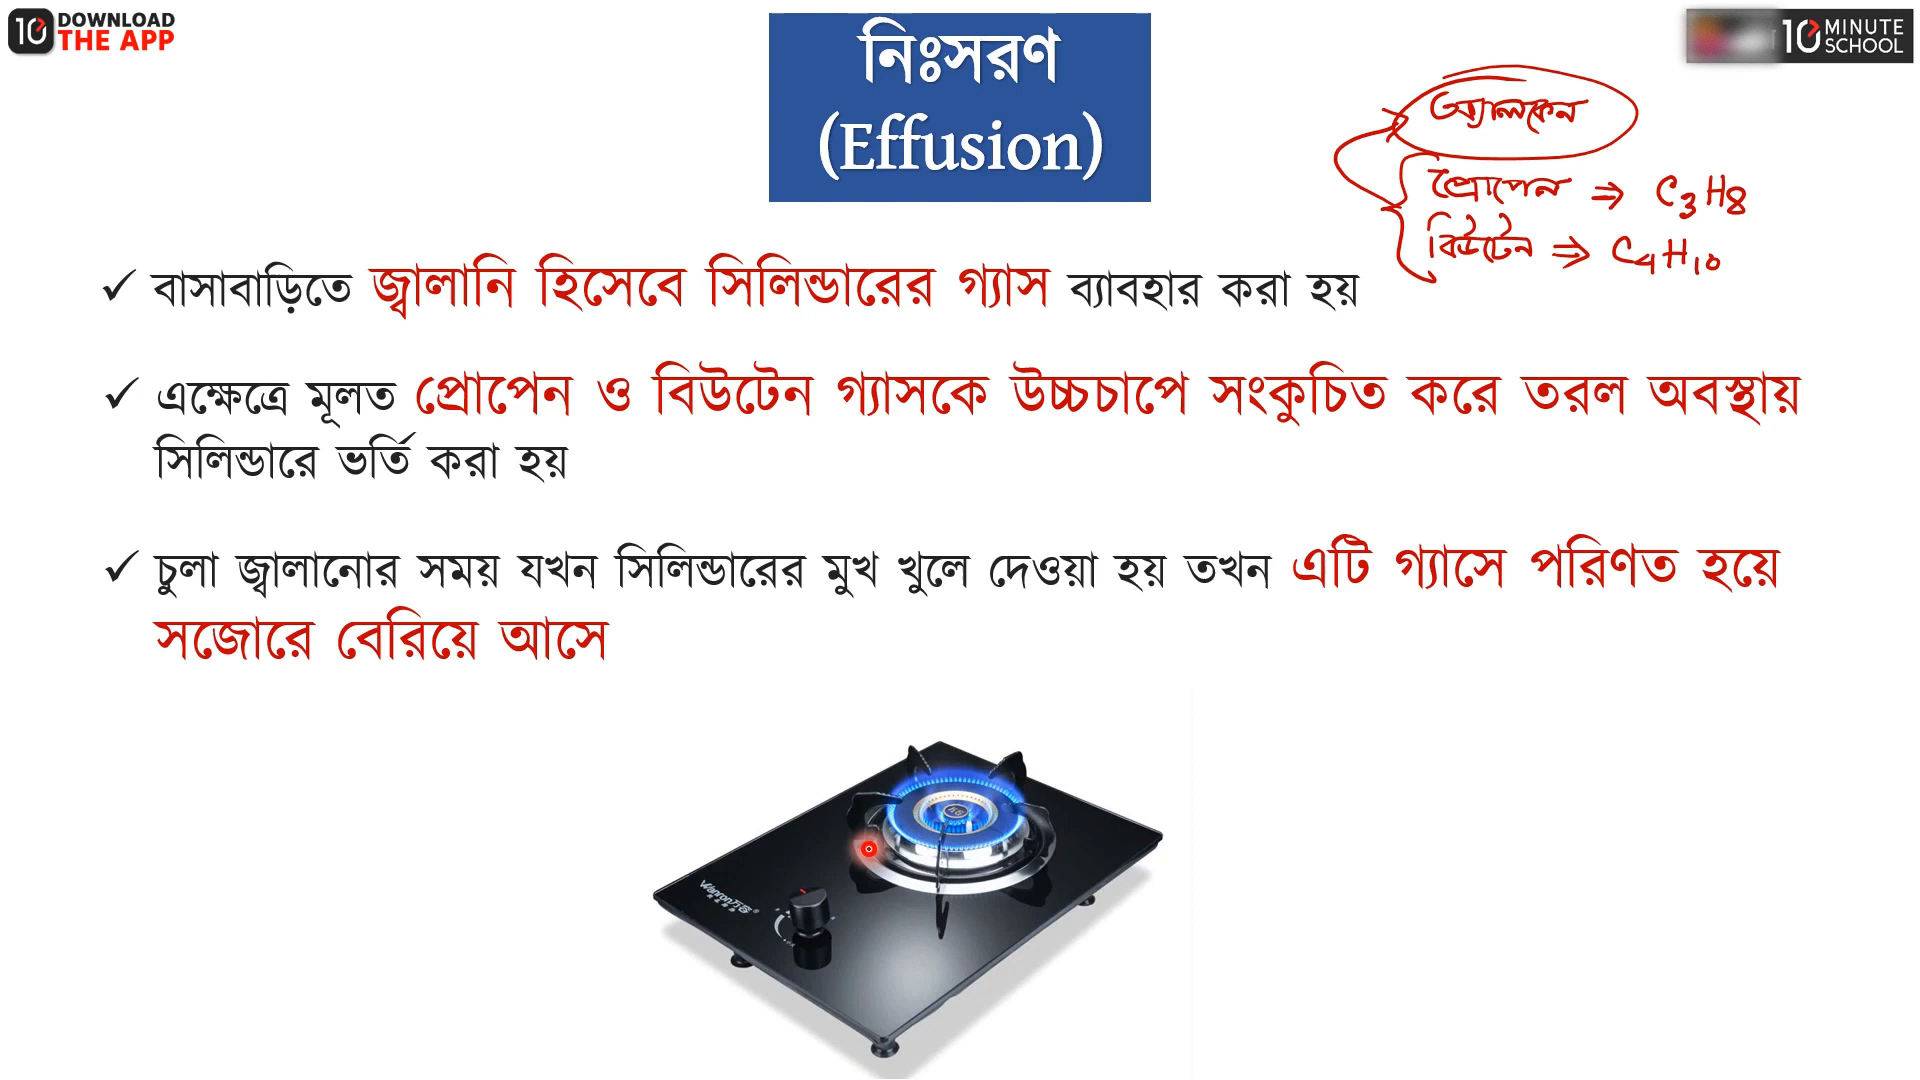 DOWNLOAD
THE APP
নিঃসরণ
(Effusion)
10 MINUTE
SCHOOL
অ্যালকেন
প্রোপেন ⇒ C₃H₈
বিউটেন ⇒ C₄H₁₀
✓ বাসাবাড়িতে জ্বালানি হিসেবে সিলিন্ডারের গ্যাস ব্যাবহার করা হয়
✓ এক্ষেত্রে মূলত প্রোপেন ও বিউটেন গ্যাসকে উচ্চচাপে সংকুচিত করে তরল অবস্থায়
সিলিন্ডারে ভর্তি করা হয়
✓ চুলা জ্বালানোর সময় যখন সিলিন্ডারের মুখ খুলে দেওয়া হয় তখন এটি গ্যাসে পরিণত হয়ে
সজোরে বেরিয়ে আসে